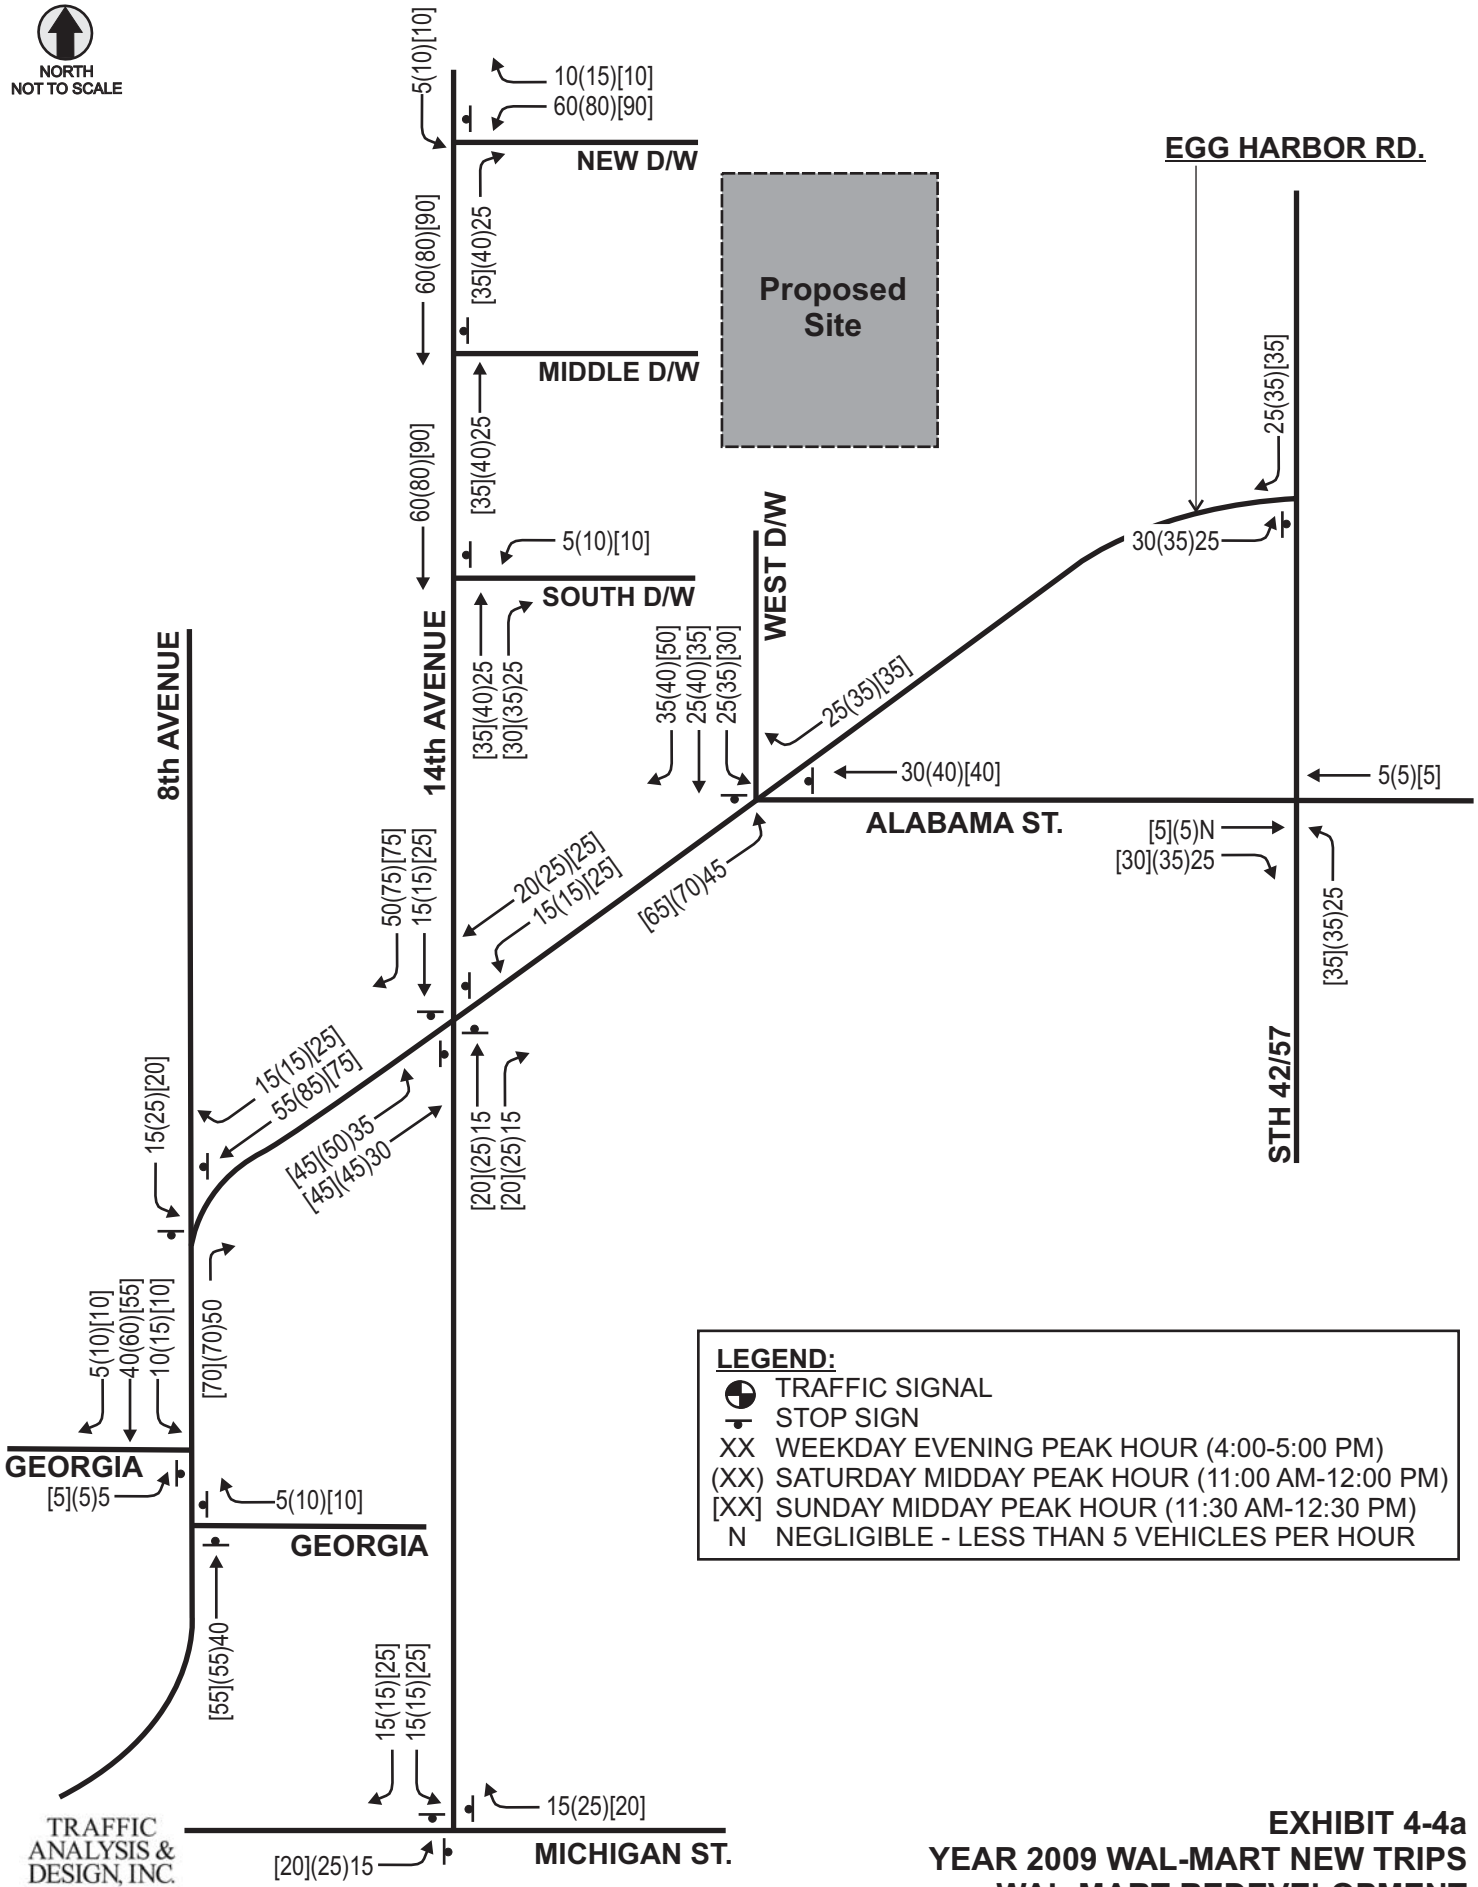 NORTH
NOT TO SCALE
5(10)[10]
10(15)[10]
60(80)[90]
NEW D/W
EGG HARBOR RD.
60(80)[90]
[35](40)25
Proposed
Site
MIDDLE D/W
25(35)[35]
60(80)[90]
[35](40)25
5(10)[10]
30(35)25
SOUTH D/W
WEST D/W
8th AVENUE
14th AVENUE
[35](40)25
[30](35)25
35(40)[50]
25(40)[35]
25(35)[30]
25(35)[35]
30(40)[40]
5(5)[5]
ALABAMA ST.
[5](5)N
[30](35)25
[35](35)25
50(75)[75]
15(15)[25]
20(25)[25]
15(15)[25]
[65](70)45
15(15)[25]
55(85)[75]
15(25)[20]
[45](50)35
[45](45)30
[20](25)15
[20](25)15
STH 42/57
5(10)[10]
40(60)[55]
10(15)[10]
[70](70)50
GEORGIA
[5](5)5
5(10)[10]
GEORGIA
LEGEND:
TRAFFIC SIGNAL
STOP SIGN
XX WEEKDAY EVENING PEAK HOUR (4:00-5:00 PM)
(XX) SATURDAY MIDDAY PEAK HOUR (11:00 AM-12:00 PM)
[XX] SUNDAY MIDDAY PEAK HOUR (11:30 AM-12:30 PM)
N NEGLIGIBLE - LESS THAN 5 VEHICLES PER HOUR
[55](55)40
15(15)[25]
15(15)[25]
15(25)[20]
[20](25)15
MICHIGAN ST.
TRAFFIC
ANALYSIS &
DESIGN, INC.
EXHIBIT 4-4a
YEAR 2009 WAL-MART NEW TRIPS
WAL-MART REDEVELOPMENT